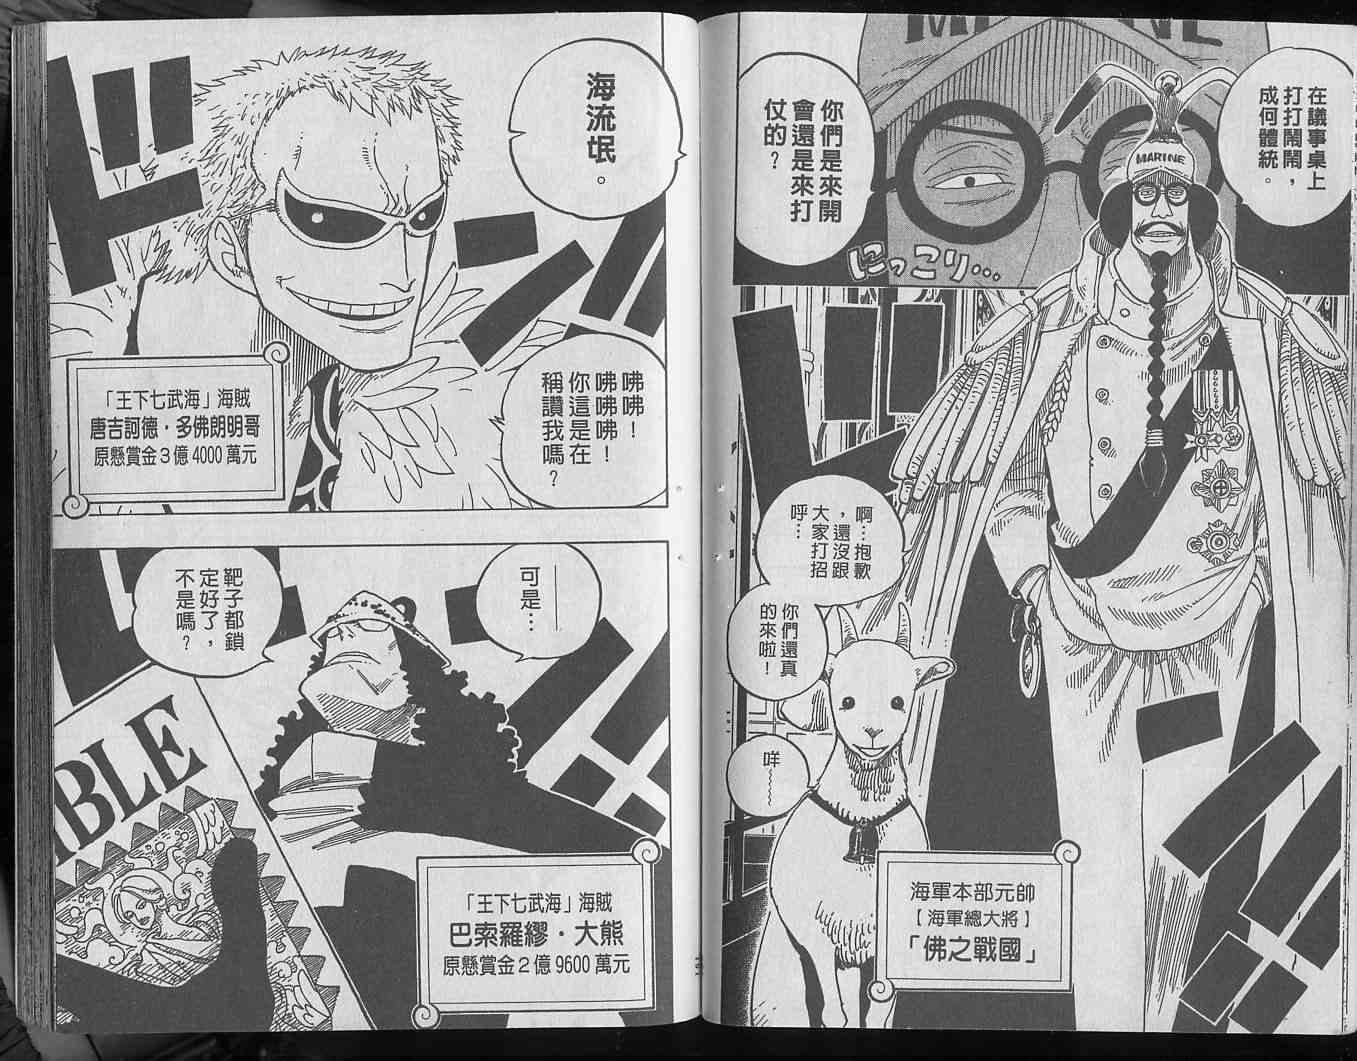 MARINE
在議事桌上
打打鬧鬧，
成何體統。
你們是來開
會還是來打
仗的？
にっこり…
MARINE
啊…抱歉
，還沒跟
大家打招
呼…
你們還真
的來啦！
咩～～
海軍本部元帥
【海軍總大將】
「佛之戰國」
海流氓。
咈咈！
咈咈咈！
你這是在
稱讚我嗎？
「王下七武海」海賊
唐吉訶德・多佛朗明哥
原懸賞金3億4000萬元
可是…
靶子都鎖
定好了，
不是嗎？
IBLE
「王下七武海」海賊
巴索羅繆・大熊
原懸賞金2億9600萬元